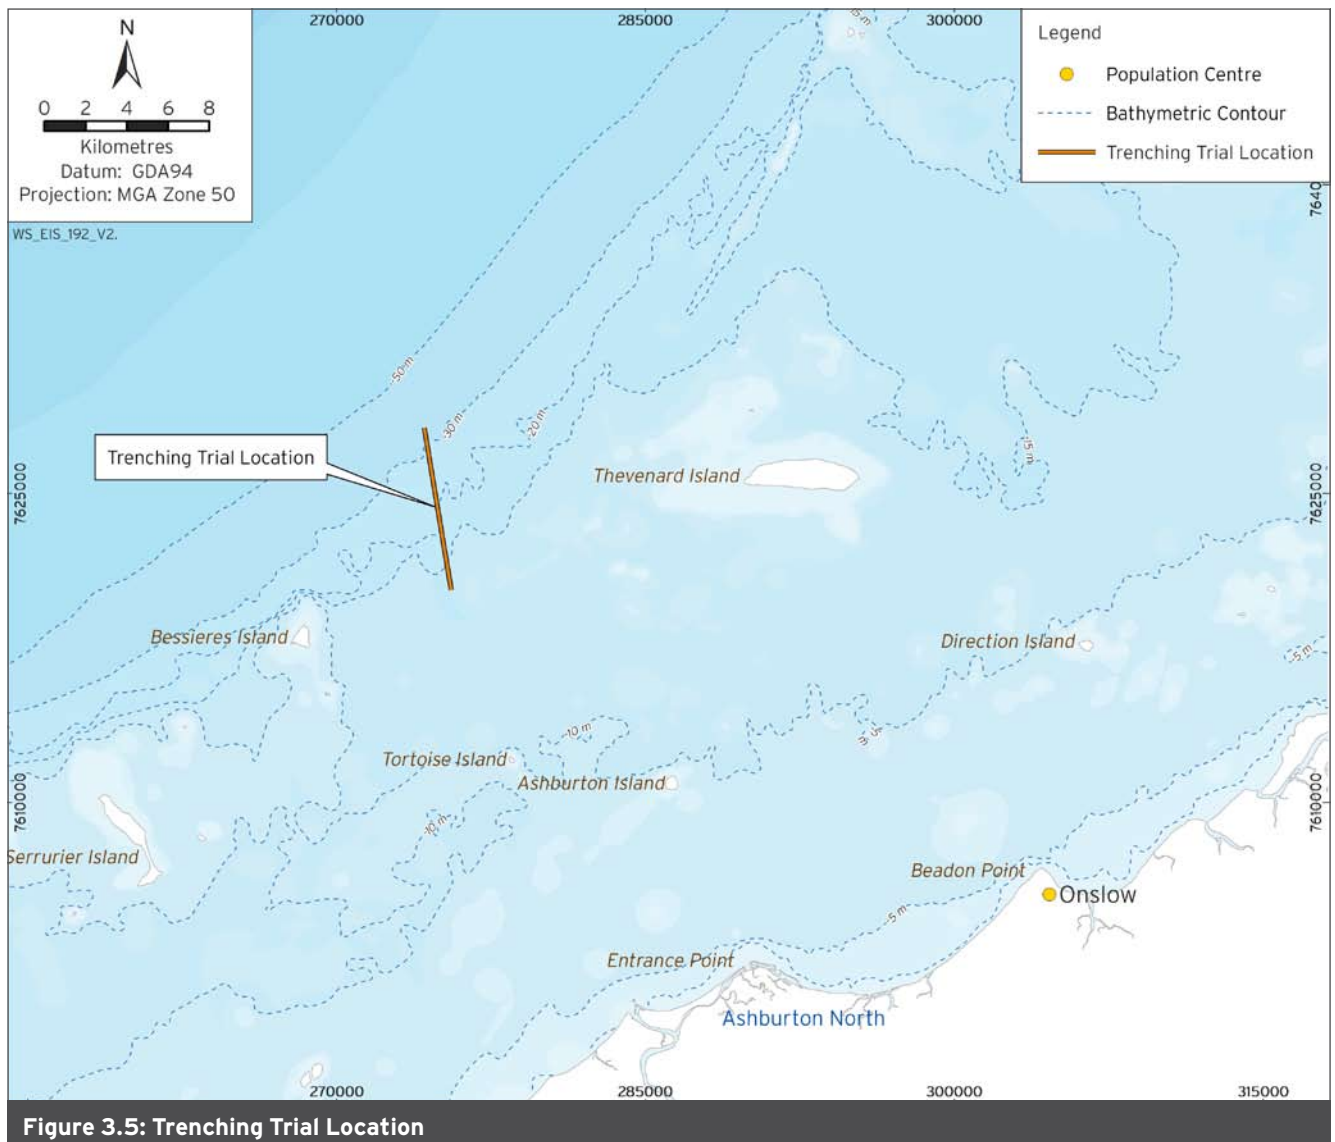 270000
285000
300000
N
0 2 4 6 8
Kilometres
Datum: GDA94
Projection: MGA Zone 50
WS_EIS_192_V2.
Legend
Population Centre
Bathymetric Contour
Trenching Trial Location
7640
-50 m
-30 m
-20 m
Trenching Trial Location
Thevenard Island
15 m
7625000
7625000
Bessieres Island
Direction Island
-5 m
-10 m
Tortoise Island
Ashburton Island
7610000
7610000
-10 m
Serrurier Island
Beadon Point
Onslow
-5 m
Entrance Point
Ashburton North
270000
285000
300000
315000
Figure 3.5: Trenching Trial Location